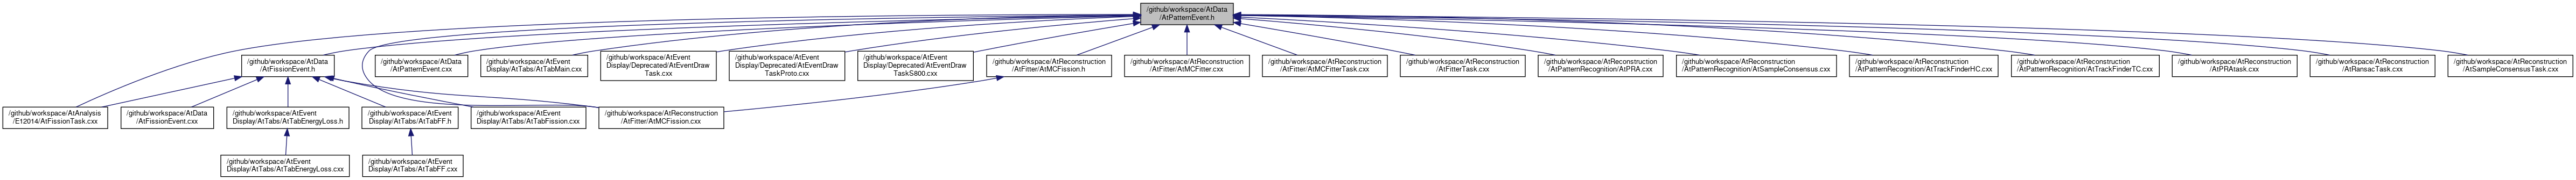 /github/workspace/AtData
/AtPatternEvent.h
/github/workspace/AtData
/AtFissionEvent.h
/github/workspace/AtData
/AtPatternEvent.cxx
/github/workspace/AtEvent
Display/AtTabs/AtTabMain.cxx
/github/workspace/AtEvent
Display/Deprecated/AtEventDraw
Task.cxx
/github/workspace/AtEvent
Display/Deprecated/AtEventDraw
TaskProto.cxx
/github/workspace/AtEvent
Display/Deprecated/AtEventDraw
TaskS800.cxx
/github/workspace/AtReconstruction
/AtFitter/AtMCFission.h
/github/workspace/AtReconstruction
/AtFitter/AtMCFitter.cxx
/github/workspace/AtReconstruction
/AtFitter/AtMCFitterTask.cxx
/github/workspace/AtReconstruction
/AtFitterTask.cxx
/github/workspace/AtReconstruction
/AtPatternRecognition/AtPRA.cxx
/github/workspace/AtReconstruction
/AtPatternRecognition/AtSampleConsensus.cxx
/github/workspace/AtReconstruction
/AtPatternRecognition/AtTrackFinderHC.cxx
/github/workspace/AtReconstruction
/AtPatternRecognition/AtTrackFinderTC.cxx
/github/workspace/AtReconstruction
/AtPRAtask.cxx
/github/workspace/AtReconstruction
/AtRansacTask.cxx
/github/workspace/AtReconstruction
/AtSampleConsensusTask.cxx
/github/workspace/AtAnalysis
/E12014/AtFissionTask.cxx
/github/workspace/AtData
/AtFissionEvent.cxx
/github/workspace/AtEvent
Display/AtTabs/AtTabEnergyLoss.h
/github/workspace/AtEvent
Display/AtTabs/AtTabFF.h
/github/workspace/AtEvent
Display/AtTabs/AtTabFission.cxx
/github/workspace/AtReconstruction
/AtFitter/AtMCFission.cxx
/github/workspace/AtEvent
Display/AtTabs/AtTabEnergyLoss.cxx
/github/workspace/AtEvent
Display/AtTabs/AtTabFF.cxx